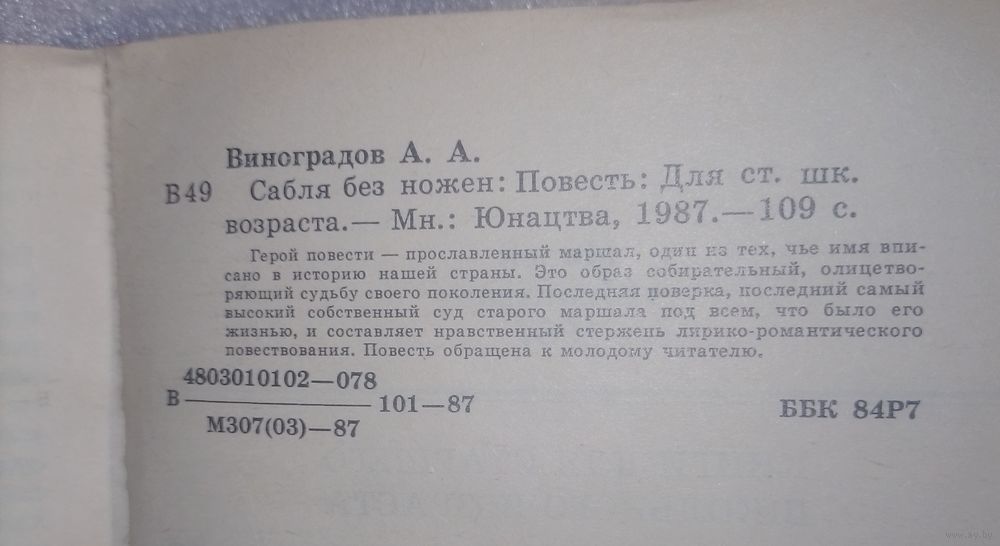 Виноградов А. А.
В49 Сабля без ножен: Повесть: Для ст. шк.
возраста.— Мн.: Юнацтва, 1987.—109 с.
Герой повести — прославленный маршал, один из тех, чье имя впи-
сано в историю нашей страны. Это образ собирательный, олицетво-
ряющий судьбу своего поколения. Последняя поверка, последний самый
высокий собственный суд старого маршала под всем, что было его
жизнью, и составляет нравственный стержень лирико-романтического
повествования. Повесть обращена к молодому читателю.
4803010102—078
В 101—87
М307(03)—87
ББК 84Р7
www.ay.by